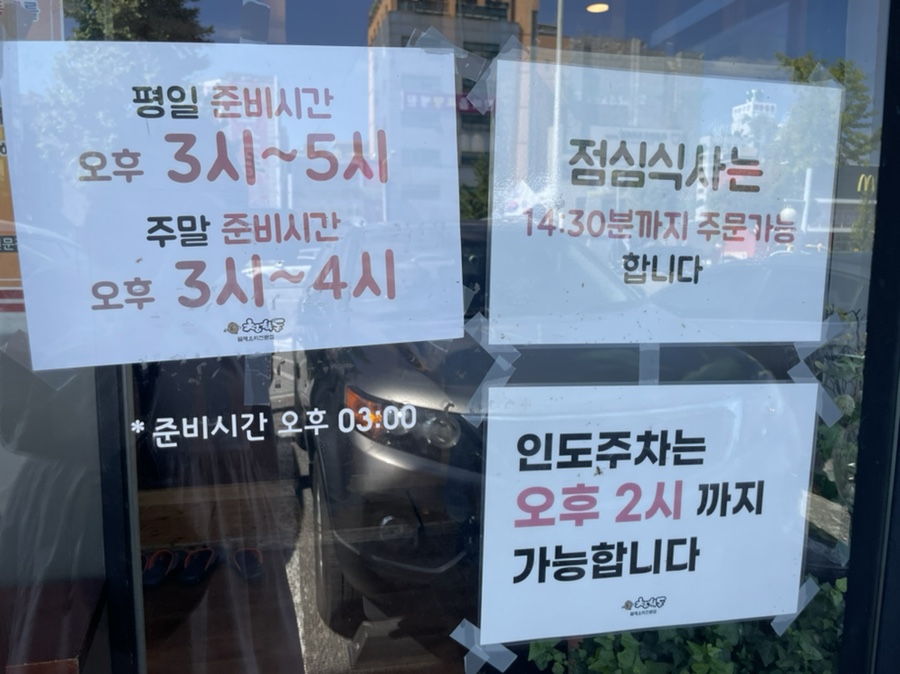 평일 준비시간
오후 3시~5시
주말 준비시간
오후 3시~4시
점심식사는
14:30분까지 주문가능
합니다
* 준비시간 오후 03:00
인도주차는
오후 2시 까지
가능합니다